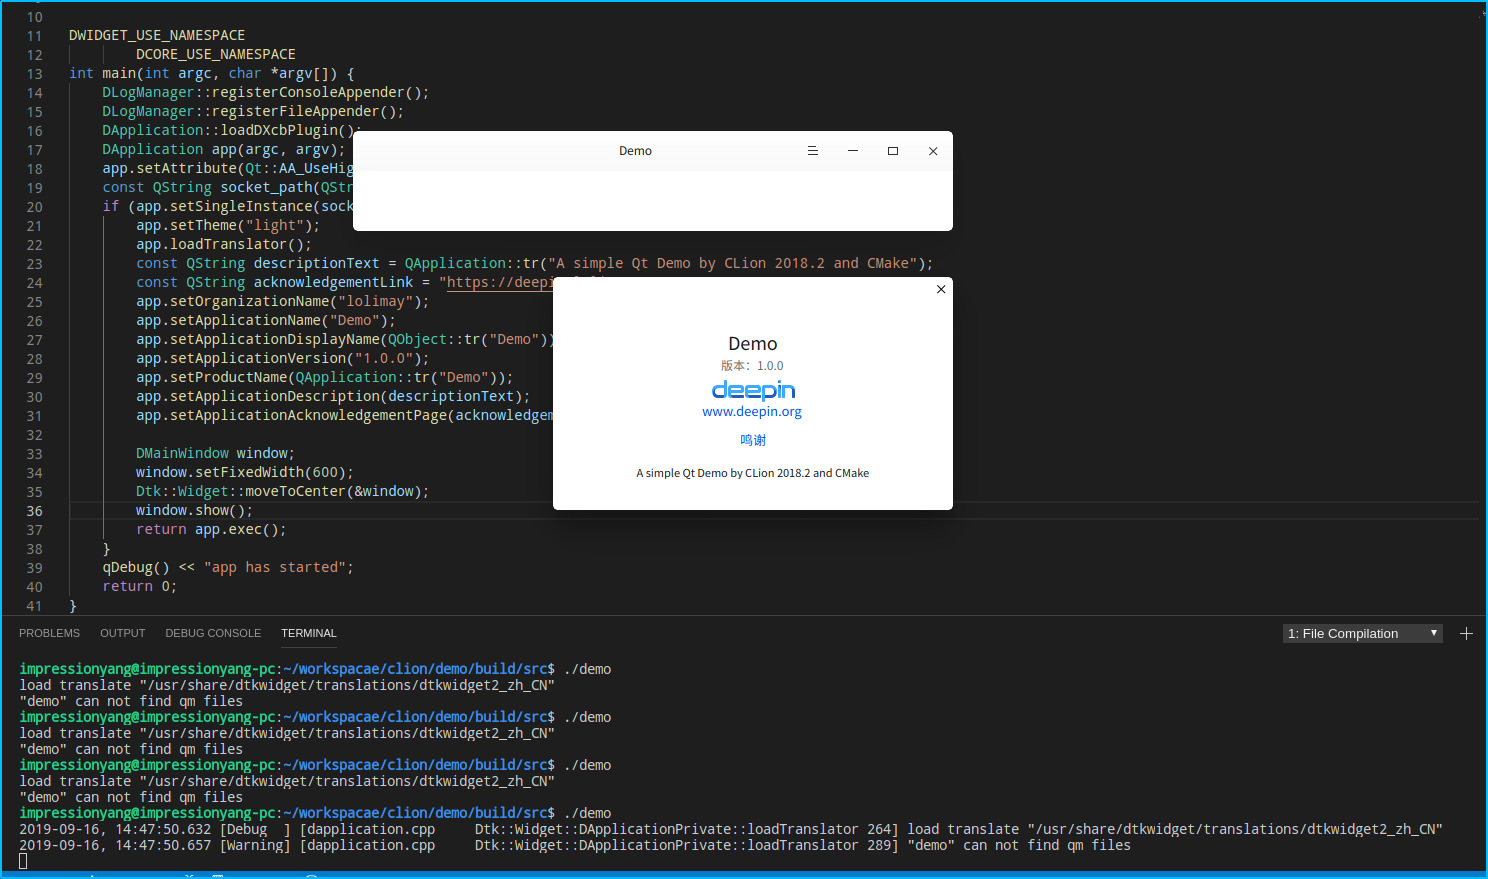 10
11 DWIDGET_USE_NAMESPACE
12 DCORE_USE_NAMESPACE
13 int main(int argc, char *argv[]) {
14 DLogManager::registerConsoleAppender();
15 DLogManager::registerFileAppender();
16 DApplication::loadDXcbPlugin();
17 DApplication app(argc, argv);
18 app.setAttribute(Qt::AA_UseHig
19 const QString socket_path(QStr
20 if (app.setSingleInstance(sock
21 app.setTheme("light");
22 app.loadTranslator();
23 const QString descriptionText = QApplication::tr("A simple Qt Demo by CLion 2018.2 and CMake");
24 const QString acknowledgementLink = "https://deepi
25 app.setOrganizationName("lolimay");
26 app.setApplicationName("Demo");
27 app.setApplicationDisplayName(QObject::tr("Demo"))
28 app.setApplicationVersion("1.0.0");
29 app.setProductName(QApplication::tr("Demo"));
30 app.setApplicationDescription(descriptionText);
31 app.setApplicationAcknowledgementPage(acknowledgem
32
33 DMainWindow window;
34 window.setFixedWidth(600);
35 Dtk::Widget::moveToCenter(&window);
36 window.show();
37 return app.exec();
38 }
39 qDebug() << "app has started";
40 return 0;
41 }
Demo
Demo
版本：1.0.0
deepin
www.deepin.org
鸣谢
A simple Qt Demo by CLion 2018.2 and CMake
PROBLEMS OUTPUT DEBUG CONSOLE TERMINAL 1: File Compilation
impressionyang@impressionyang-pc:~/workspacae/clion/demo/build/src$ ./demo
load translate "/usr/share/dtkwidget/translations/dtkwidget2_zh_CN"
"demo" can not find qm files
impressionyang@impressionyang-pc:~/workspacae/clion/demo/build/src$ ./demo
load translate "/usr/share/dtkwidget/translations/dtkwidget2_zh_CN"
"demo" can not find qm files
impressionyang@impressionyang-pc:~/workspacae/clion/demo/build/src$ ./demo
load translate "/usr/share/dtkwidget/translations/dtkwidget2_zh_CN"
"demo" can not find qm files
impressionyang@impressionyang-pc:~/workspacae/clion/demo/build/src$ ./demo
2019-09-16, 14:47:50.632 [Debug  ] [dapplication.cpp     Dtk::Widget::DApplicationPrivate::loadTranslator 264] load translate "/usr/share/dtkwidget/translations/dtkwidget2_zh_CN"
2019-09-16, 14:47:50.657 [Warning] [dapplication.cpp     Dtk::Widget::DApplicationPrivate::loadTranslator 289] "demo" can not find qm files